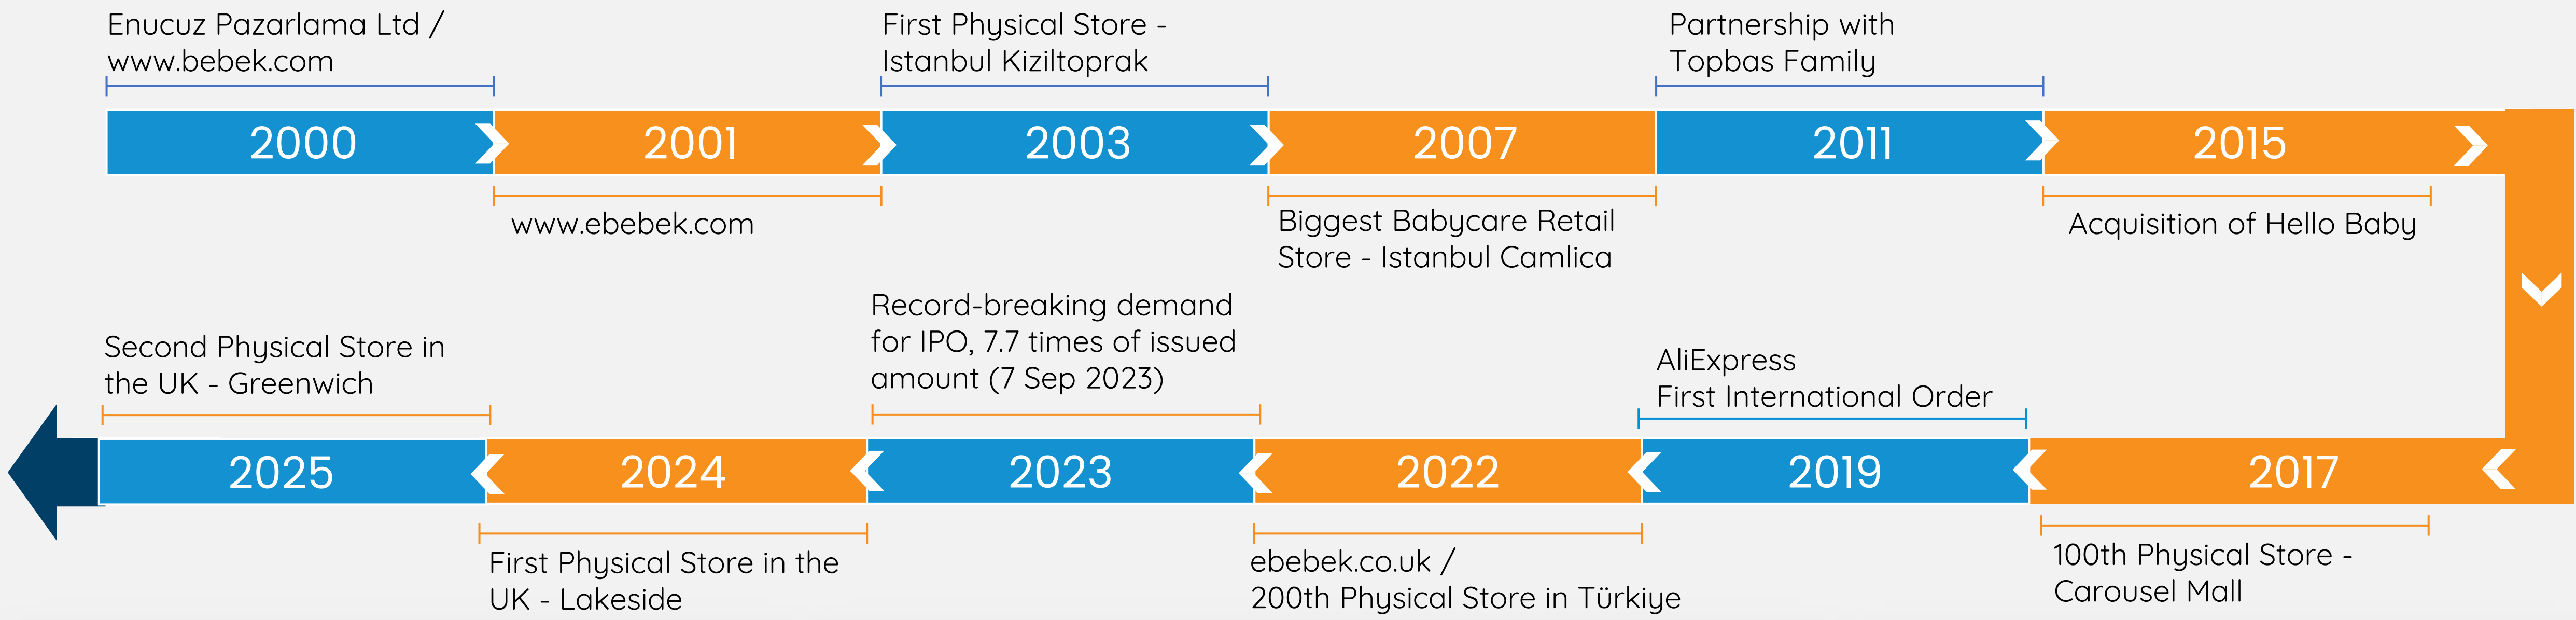 Enucuz Pazarlama Ltd /
www.bebek.com
First Physical Store -
Istanbul Kiziltoprak
Partnership with
Topbas Family
2000
2001
2003
2007
2011
2015
www.ebebek.com
Biggest Babycare Retail
Store - Istanbul Camlica
Acquisition of Hello Baby
Second Physical Store in
the UK - Greenwich
Record-breaking demand
for IPO, 7.7 times of issued
amount (7 Sep 2023)
AliExpress
First International Order
2025
2024
2023
2022
2019
2017
First Physical Store in the
UK - Lakeside
ebebek.co.uk /
200th Physical Store in Türkiye
100th Physical Store -
Carousel Mall